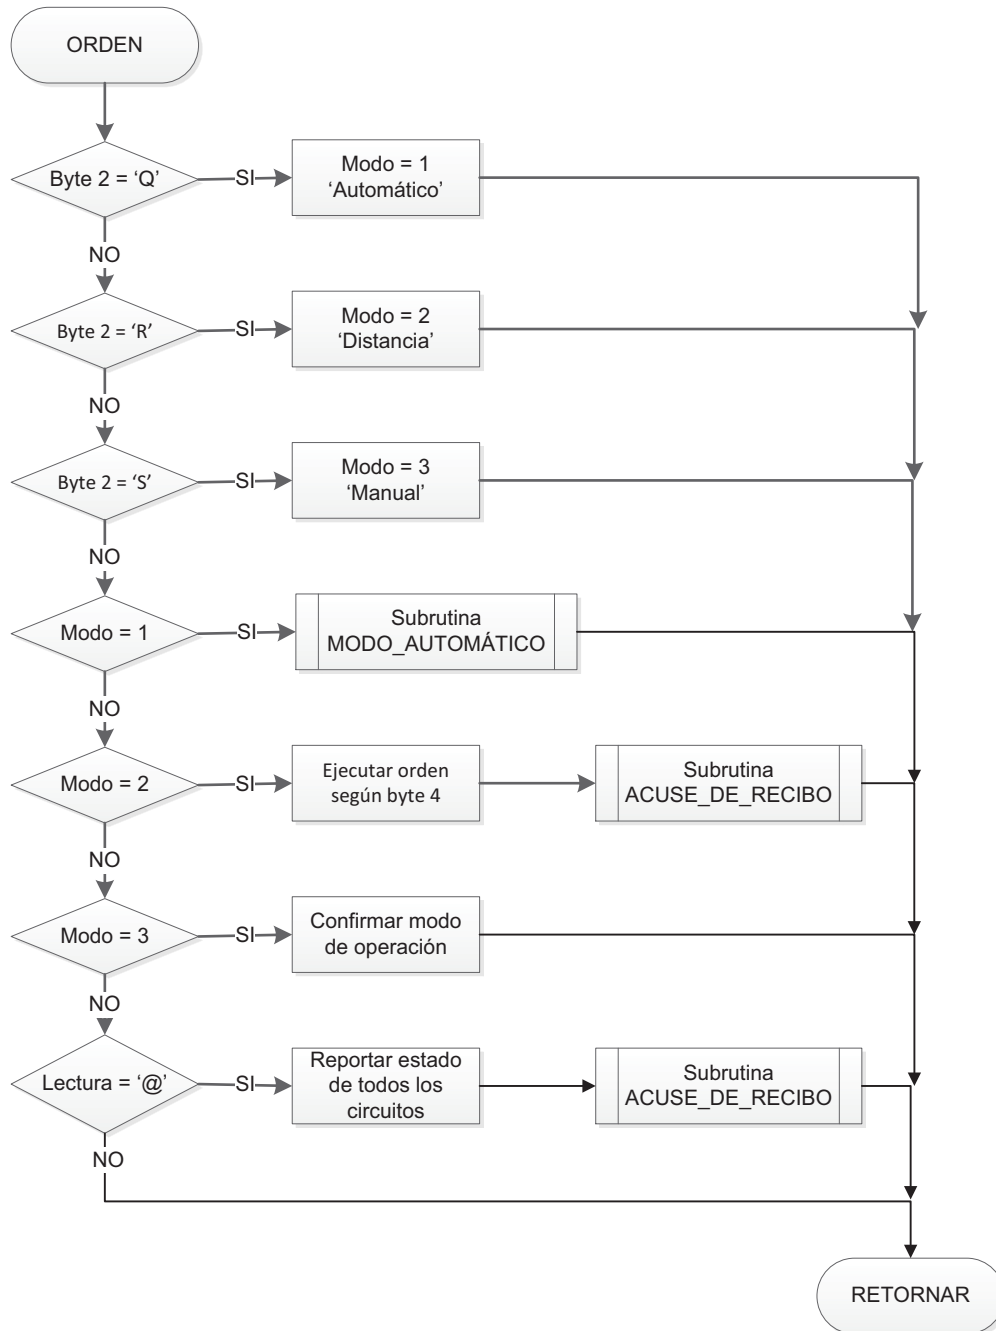 ORDEN
Byte 2 = ‘Q’
SI
Modo = 1
‘Automático’
NO
Byte 2 = ‘R’
SI
Modo = 2
‘Distancia’
NO
Byte 2 = ‘S’
SI
Modo = 3
‘Manual’
NO
Modo = 1
SI
Subrutina
MODO_AUTOMÁTICO
NO
Modo = 2
SI
Ejecutar orden
según byte 4
Subrutina
ACUSE_DE_RECIBO
NO
Modo = 3
SI
Confirmar modo
de operación
NO
Lectura = ‘@’
SI
Reportar estado
de todos los
circuitos
Subrutina
ACUSE_DE_RECIBO
NO
RETORNAR